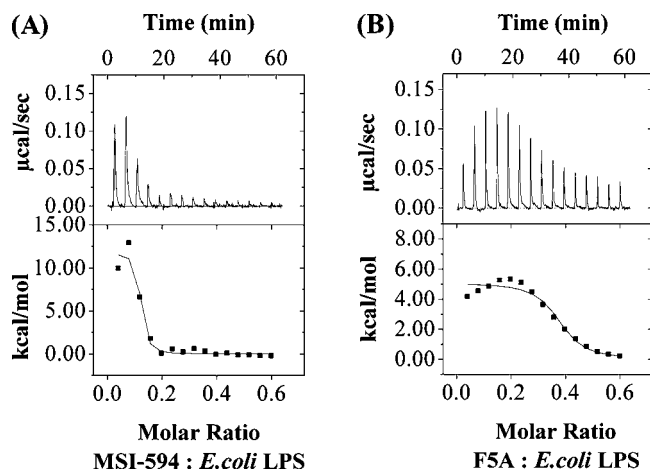 (A)
Time (min)
0 20 40 60
µcal/sec
0.15
0.10
0.05
0.00
kcal/mol
15.00
10.00
5.00
0.00
0.0 0.2 0.4 0.6
Molar Ratio
MSI-594 : E.coli LPS
(B)
Time (min)
0 20 40 60
µcal/sec
0.15
0.10
0.05
0.00
kcal/mol
8.00
6.00
4.00
2.00
0.00
0.0 0.2 0.4 0.6
Molar Ratio
F5A : E.coli LPS